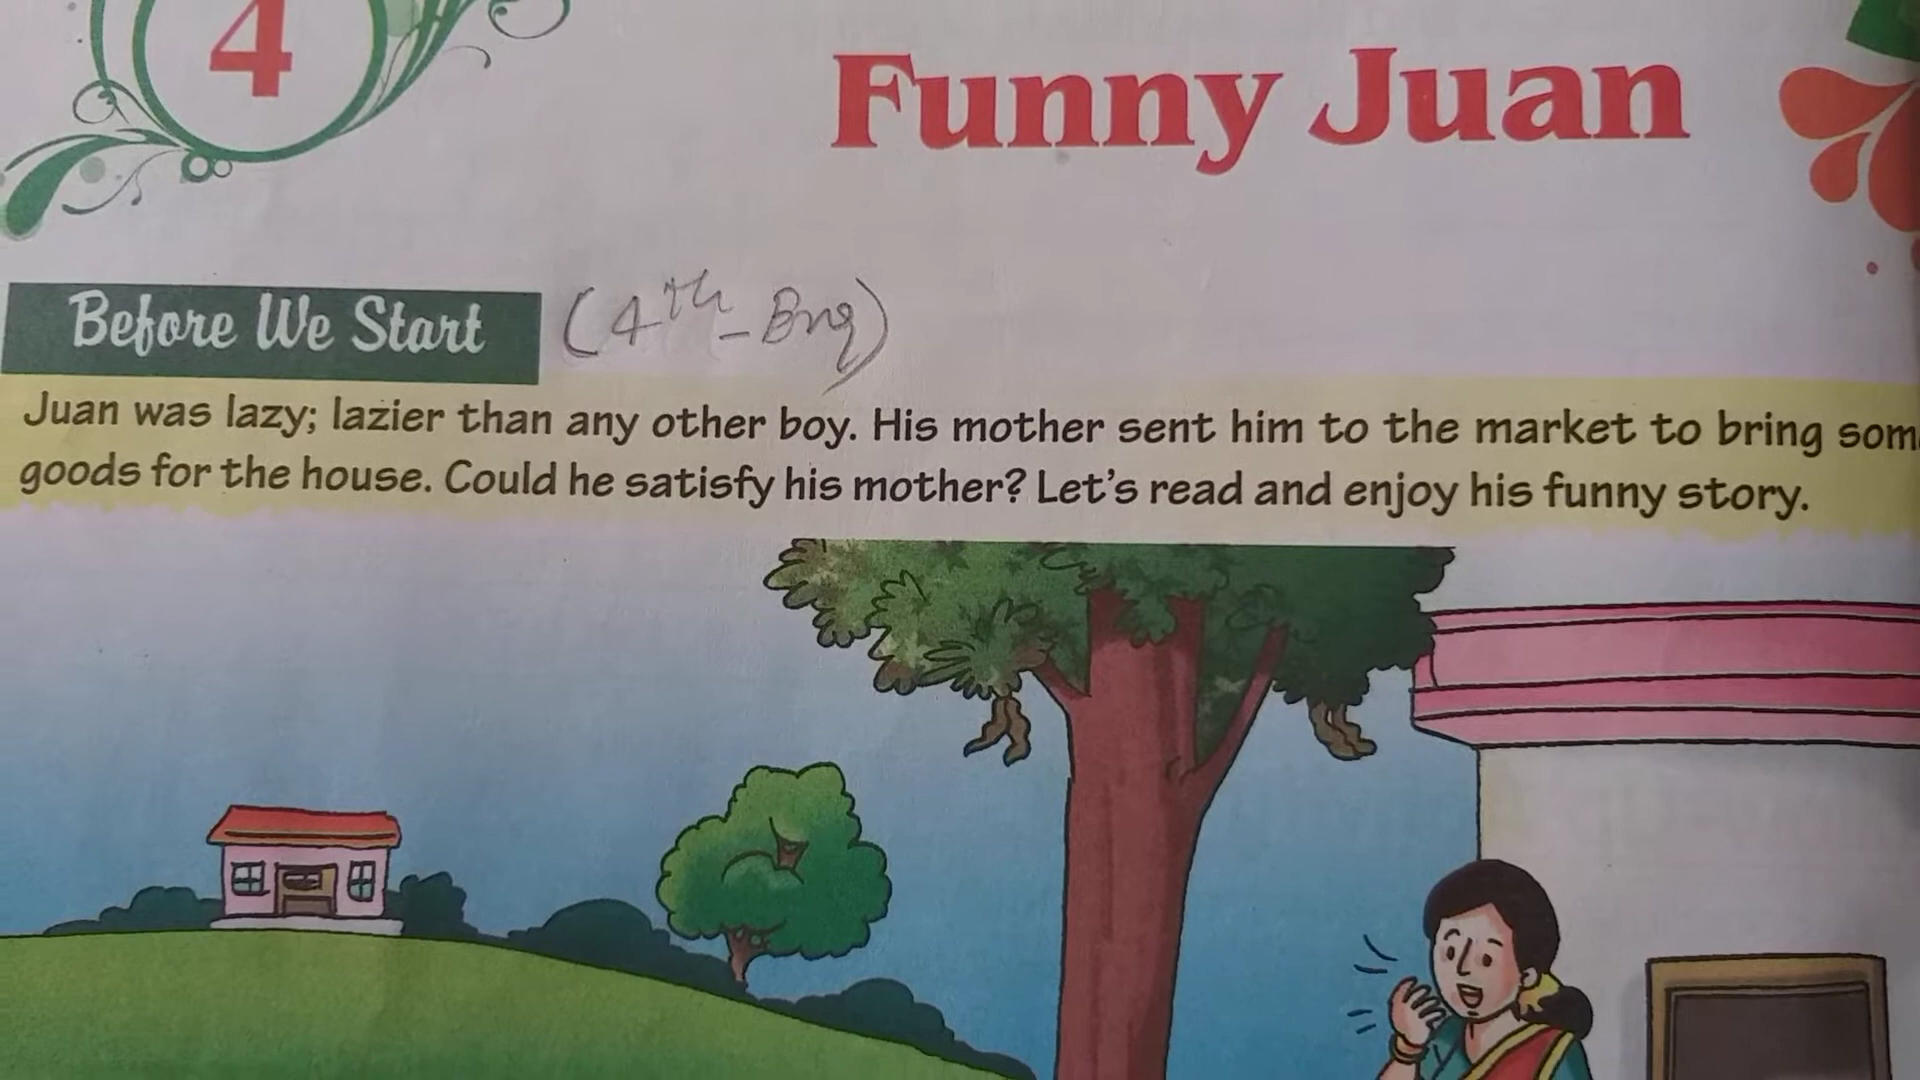 4
Funny Juan
Before We Start (4th - Eng)
Juan was lazy; lazier than any other boy. His mother sent him to the market to bring som
goods for the house. Could he satisfy his mother? Let's read and enjoy his funny story.